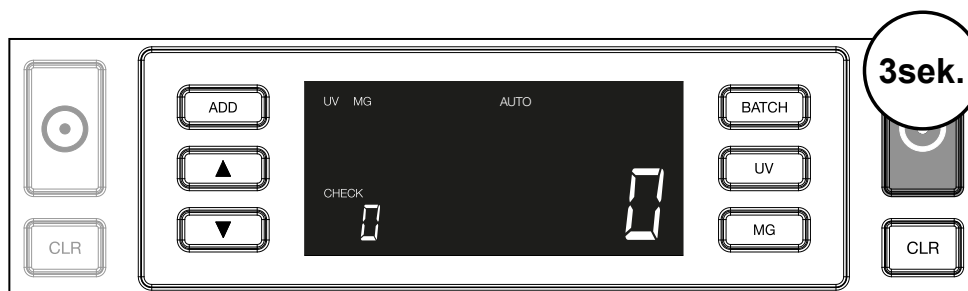 3sek.
ADD
UV MG AUTO
BATCH
▲
UV
CHECK
0
0
▼
MG
CLR
CLR